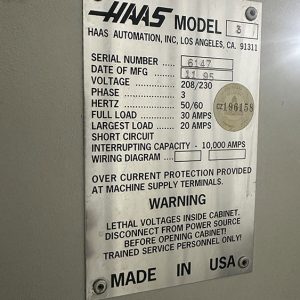 HAAS MODEL 3
HAAS AUTOMATION, INC, LOS ANGELES, CA. 91311
SERIAL NUMBER 6147
DATE OF MFG 11 95
VOLTAGE 208/230
PHASE 3
HERTZ 50/60
FULL LOAD 30 AMPS
LARGEST LOAD 20 AMPS
SHORT CIRCUIT
INTERRUPTING CAPACITY - 10,000 AMPS
WIRING DIAGRAM
CZ186158
OVER CURRENT PROTECTION PROVIDED
AT MACHINE SUPPLY TERMINALS.
WARNING
LETHAL VOLTAGES INSIDE CABINET.
DISCONNECT FROM POWER SOURCE
BEFORE OPENING CABINET!
TRAINED SERVICE PERSONNEL ONLY!
MADE IN USA